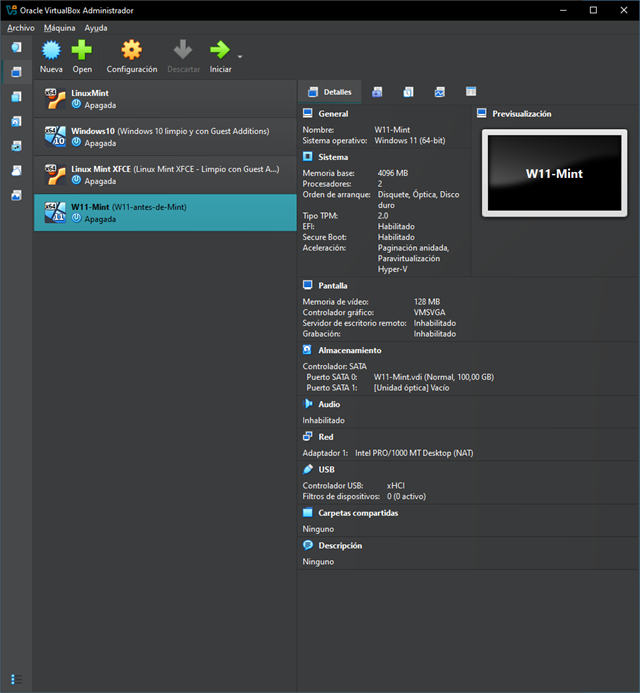 Oracle VirtualBox Administrador
Archivo Máquina Ayuda
Nueva Open Configuración Descartar Iniciar
LinuxMint
Apagada
Windows10 (Windows 10 limpio y con Guest Additions)
Apagada
Linux Mint XFCE (Linux Mint XFCE - Limpio con Guest A...)
Apagada
W11-Mint (W11-antes-de-Mint)
Apagada
Detalles
General
Nombre: W11-Mint
Sistema operativo: Windows 11 (64-bit)
Previsualización
W11-Mint
Sistema
Memoria base: 4096 MB
Procesadores: 2
Orden de arranque: Disquete, Óptica, Disco
duro
Tipo TPM: 2.0
EFI: Habilitado
Secure Boot: Habilitado
Aceleración: Paginación anidada,
Paravirtualización
Hyper-V
Pantalla
Memoria de vídeo: 128 MB
Controlador gráfico: VMSVGA
Servidor de escritorio remoto: Inhabilitado
Grabación: Inhabilitado
Almacenamiento
Controlador: SATA
Puerto SATA 0: W11-Mint.vdi (Normal, 100,00 GB)
Puerto SATA 1: [Unidad óptica] Vacío
Audio
Inhabilitado
Red
Adaptador 1: Intel PRO/1000 MT Desktop (NAT)
USB
Controlador USB: xHCI
Filtros de dispositivos: 0 (0 activo)
Carpetas compartidas
Ninguno
Descripción
Ninguno